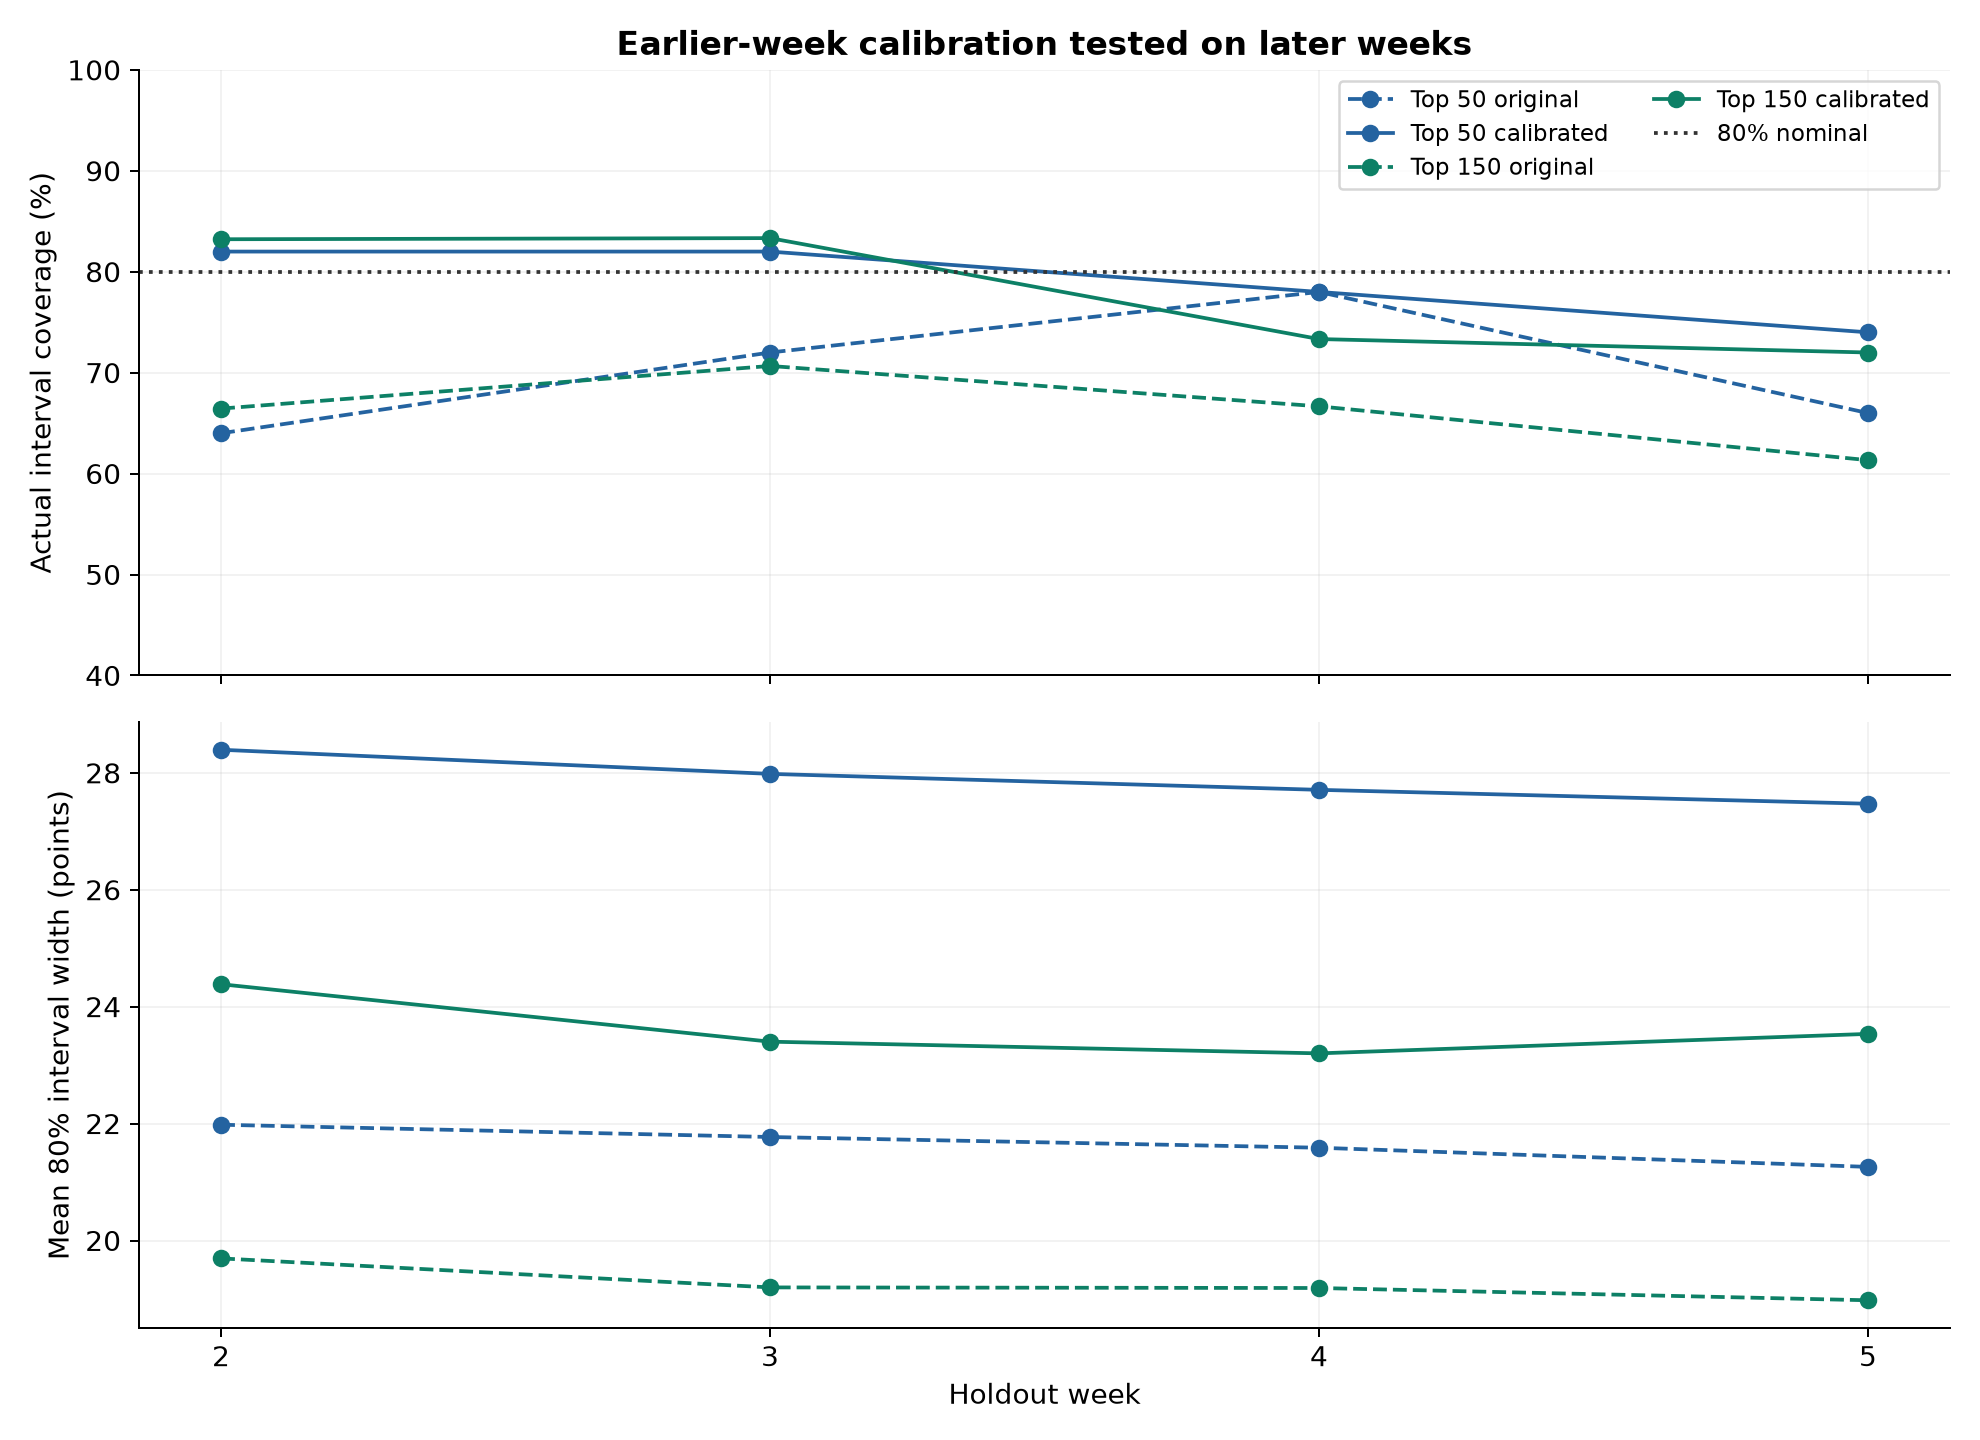 Earlier-week calibration tested on later weeks
100
90
80
70
60
50
40
Actual interval coverage (%)
Top 50 original
Top 50 calibrated
Top 150 original
Top 150 calibrated
80% nominal
28
26
24
22
20
Mean 80% interval width (points)
2 3 4 5
Holdout week